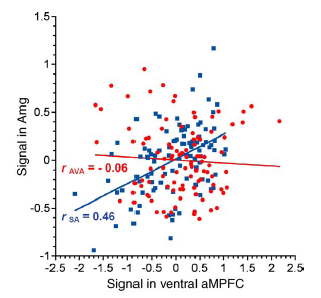 Signal in Amg
1.5
1
0.5
0
-0.5
-1
r AVA = - 0.06
r SA = 0.46
-2.5 -2 -1.5 -1 -0.5 0 0.5 1 1.5 2 2.5
Signal in ventral aMPFC